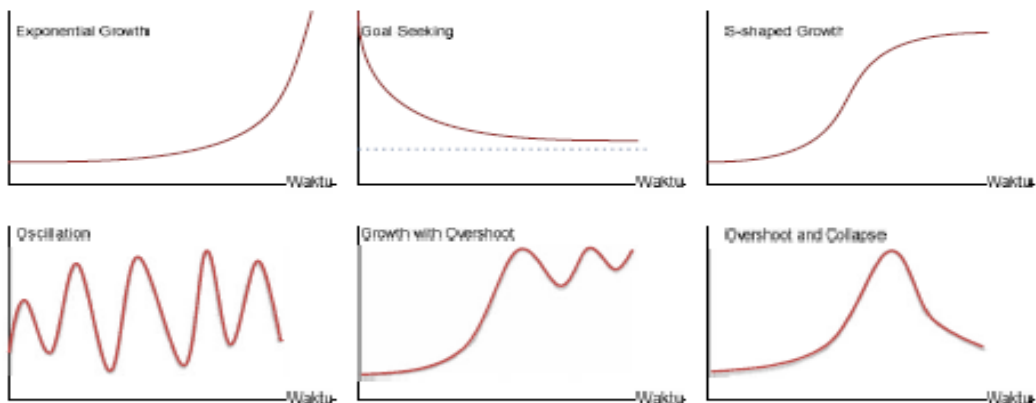 Exponential Growth
Goal Seeking
S-shaped Growth
Waktu
Waktu
Waktu
Oscillation
Growth with Overshoot
Overshoot and Collapse
Waktu
Waktu
Waktu